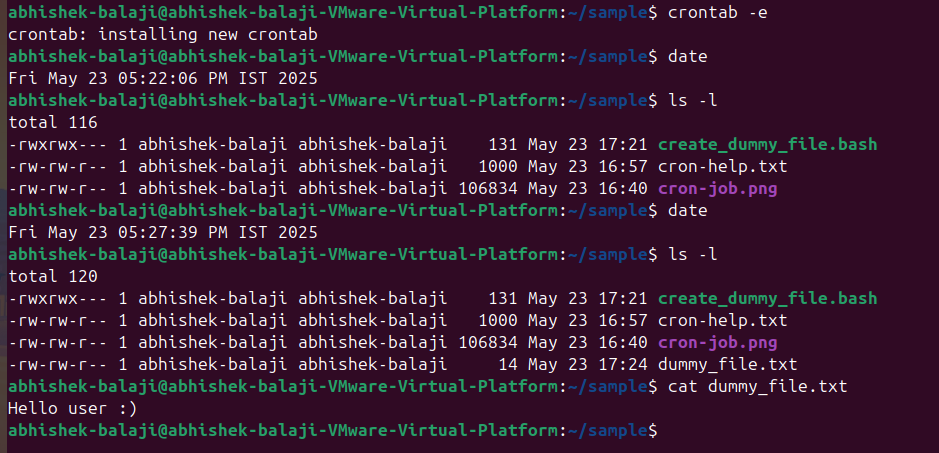 abhishek-balaji@abhishek-balaji-VMware-Virtual-Platform:~/sample$ crontab -e
crontab: installing new crontab
abhishek-balaji@abhishek-balaji-VMware-Virtual-Platform:~/sample$ date
Fri May 23 05:22:06 PM IST 2025
abhishek-balaji@abhishek-balaji-VMware-Virtual-Platform:~/sample$ ls -l
total 116
-rwxrwx--- 1 abhishek-balaji abhishek-balaji    131 May 23 17:21 create_dummy_file.bash
-rw-rw-r-- 1 abhishek-balaji abhishek-balaji   1000 May 23 16:57 cron-help.txt
-rw-rw-r-- 1 abhishek-balaji abhishek-balaji 106834 May 23 16:40 cron-job.png
abhishek-balaji@abhishek-balaji-VMware-Virtual-Platform:~/sample$ date
Fri May 23 05:27:39 PM IST 2025
abhishek-balaji@abhishek-balaji-VMware-Virtual-Platform:~/sample$ ls -l
total 120
-rwxrwx--- 1 abhishek-balaji abhishek-balaji    131 May 23 17:21 create_dummy_file.bash
-rw-rw-r-- 1 abhishek-balaji abhishek-balaji   1000 May 23 16:57 cron-help.txt
-rw-rw-r-- 1 abhishek-balaji abhishek-balaji 106834 May 23 16:40 cron-job.png
-rw-rw-r-- 1 abhishek-balaji abhishek-balaji     14 May 23 17:24 dummy_file.txt
abhishek-balaji@abhishek-balaji-VMware-Virtual-Platform:~/sample$ cat dummy_file.txt
Hello user :)
abhishek-balaji@abhishek-balaji-VMware-Virtual-Platform:~/sample$